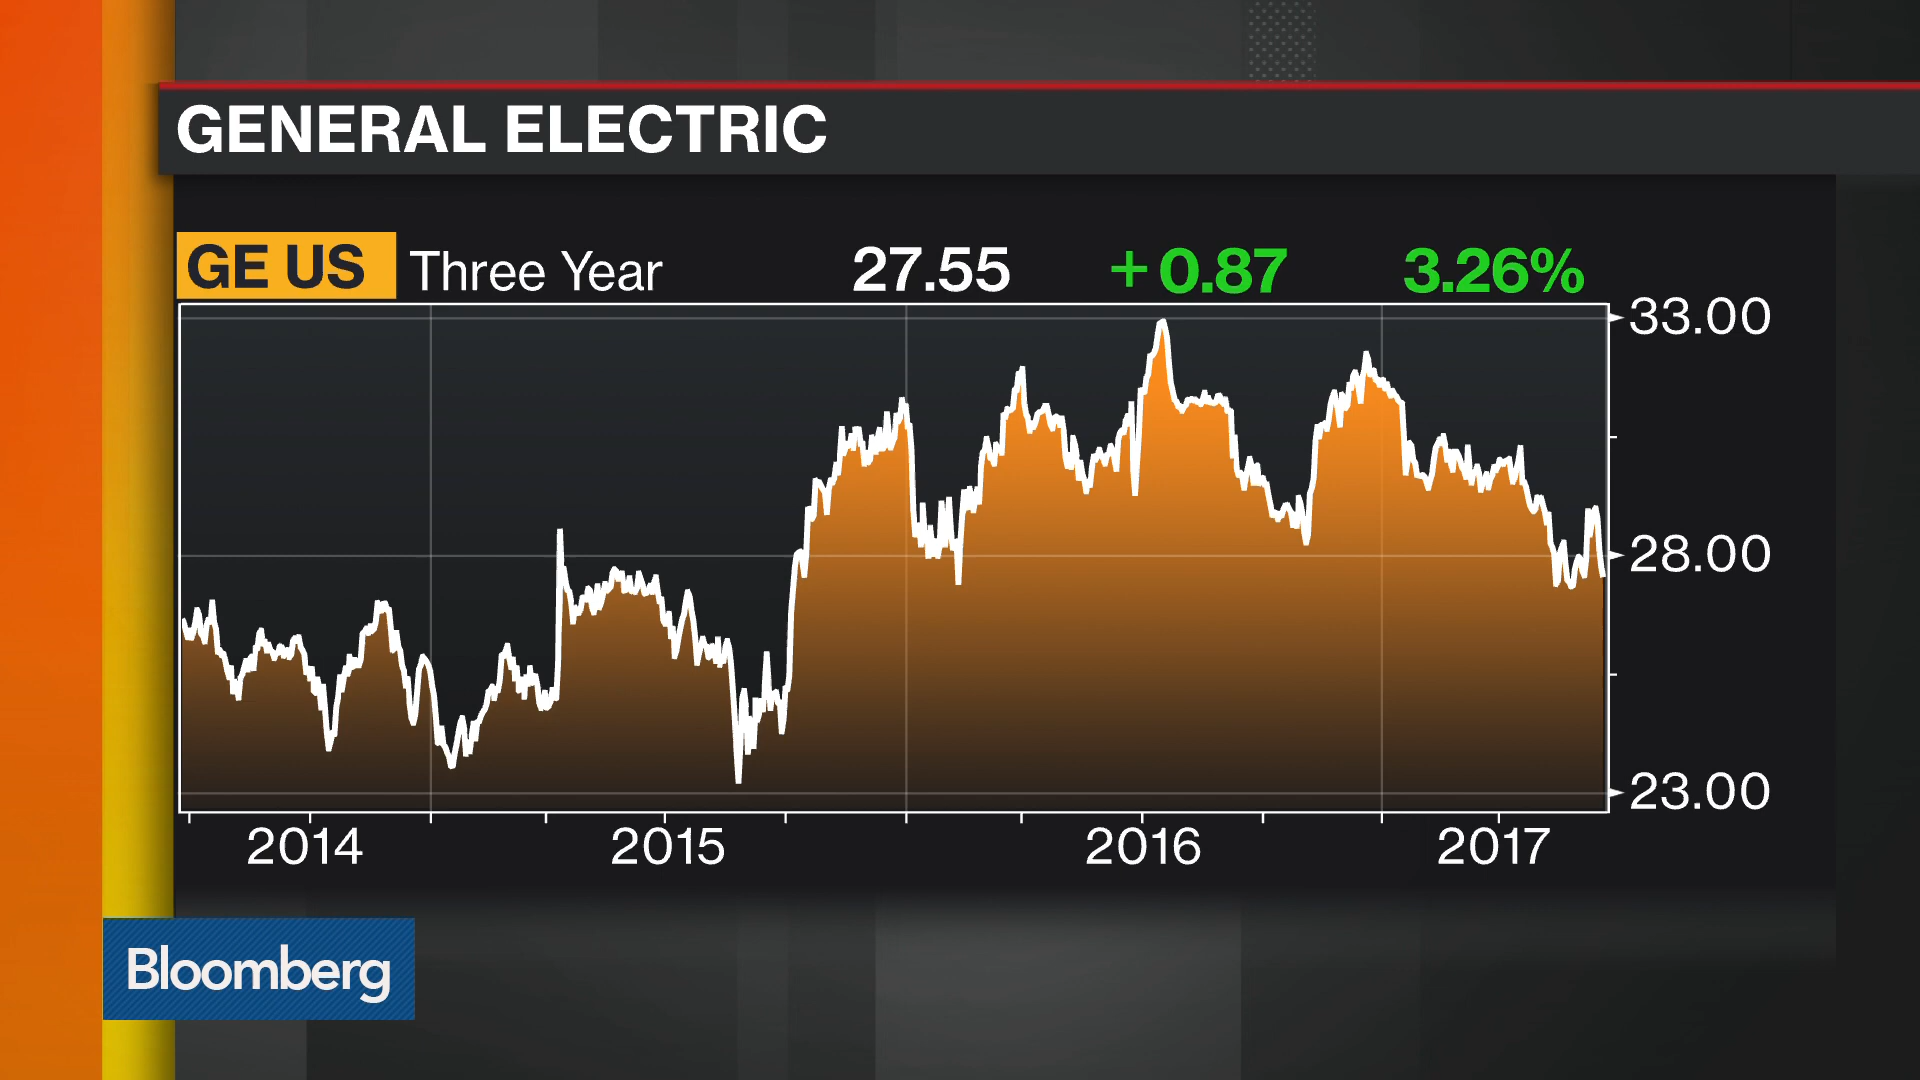 GENERAL ELECTRIC
GE US Three Year 27.55 +0.87 3.26%
33.00
28.00
23.00
2014 2015 2016 2017
Bloomberg